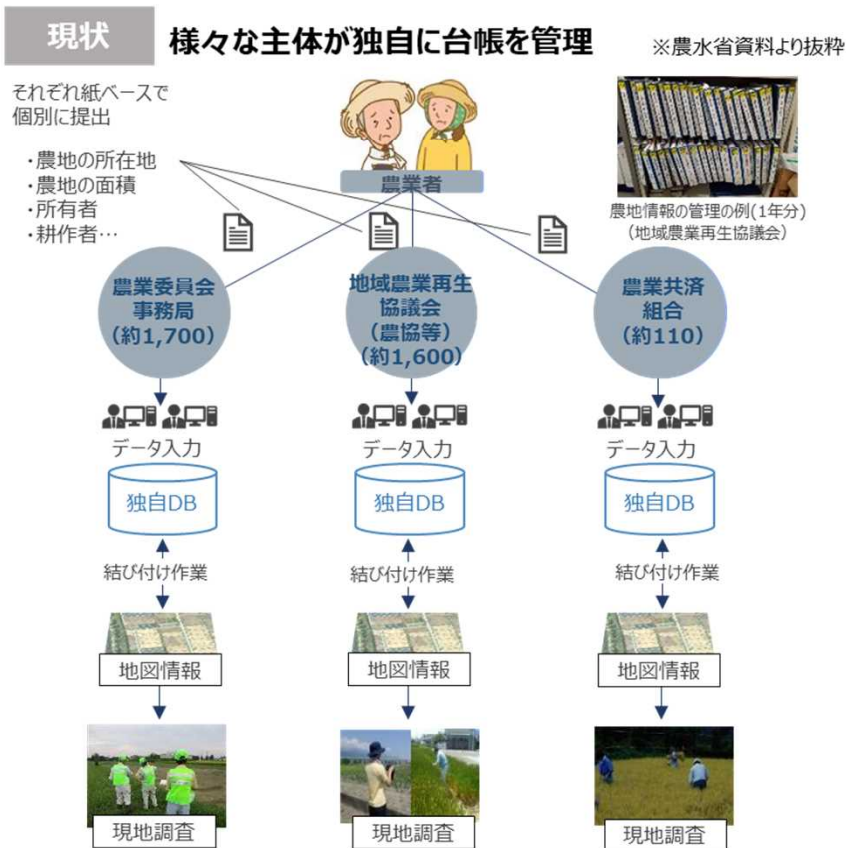 現状
様々な主体が独自に台帳を管理
※農水省資料より抜粋
それぞれ紙ベースで
個別に提出
・農地の所在地
・農地の面積
・所有者
・耕作者…
農業者
農地情報の管理の例(1年分)
(地域農業再生協議会)
農業委員会
事務局
(約1,700)
地域農業再生
協議会
(農協等)
(約1,600)
農業共済
組合
(約110)
データ入力
データ入力
データ入力
独自DB
独自DB
独自DB
結び付け作業
結び付け作業
結び付け作業
地図情報
地図情報
地図情報
現地調査
現地調査
現地調査